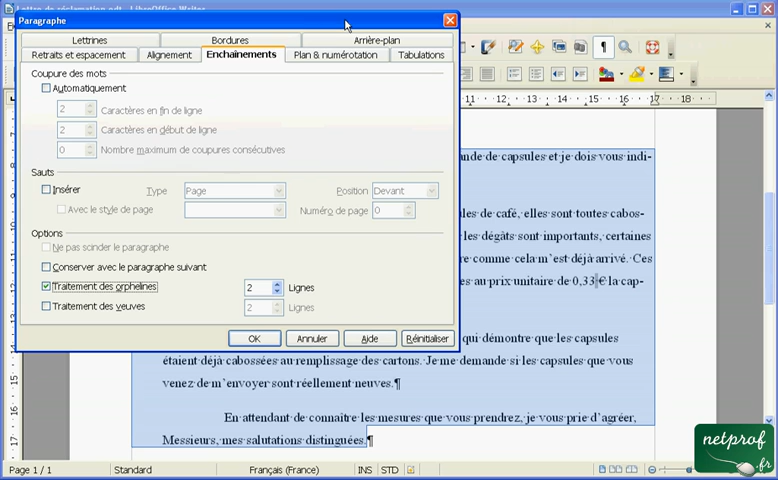 Lettre de réclamation.odt - LibreOffice Writer
Paragraphe
Lettrines Bordures Arrière-plan
Retraits et espacement Alignement Enchaînements Plan & numérotation Tabulations
Coupure des mots
Automatiquement
2 Caractères en fin de ligne
2 Caractères en début de ligne
0 Nombre maximum de coupures consécutives
Sauts
Insérer Type Page Position Devant
Avec le style de page Numéro de page 0
Options
Ne pas scinder le paragraphe
Conserver avec le paragraphe suivant
Traitement des orphelines 2 Lignes
Traitement des veuves 2 Lignes
OK Annuler Aide Réinitialiser
11 12 13 14 15 16 17 18
ande de capsules et je dois vous indi-
ules de café, elles sont toutes cabos-
les dégâts sont importants, certaines
re comme cela m'est déjà arrivé. Ces
es au prix unitaire de 0,33 € la cap-
qui démontre que les capsules
étaient déjà cabossées au remplissage des cartons. Je me demande si les capsules que vous
venez de m'envoyer sont réellement neuves.¶
En attendant de connaître les mesures que vous prendrez, je vous prie d'agréer,
Messieurs, mes salutations distinguées.¶
Page 1 / 1 Standard Français (France) INS STD
netprof
.fr